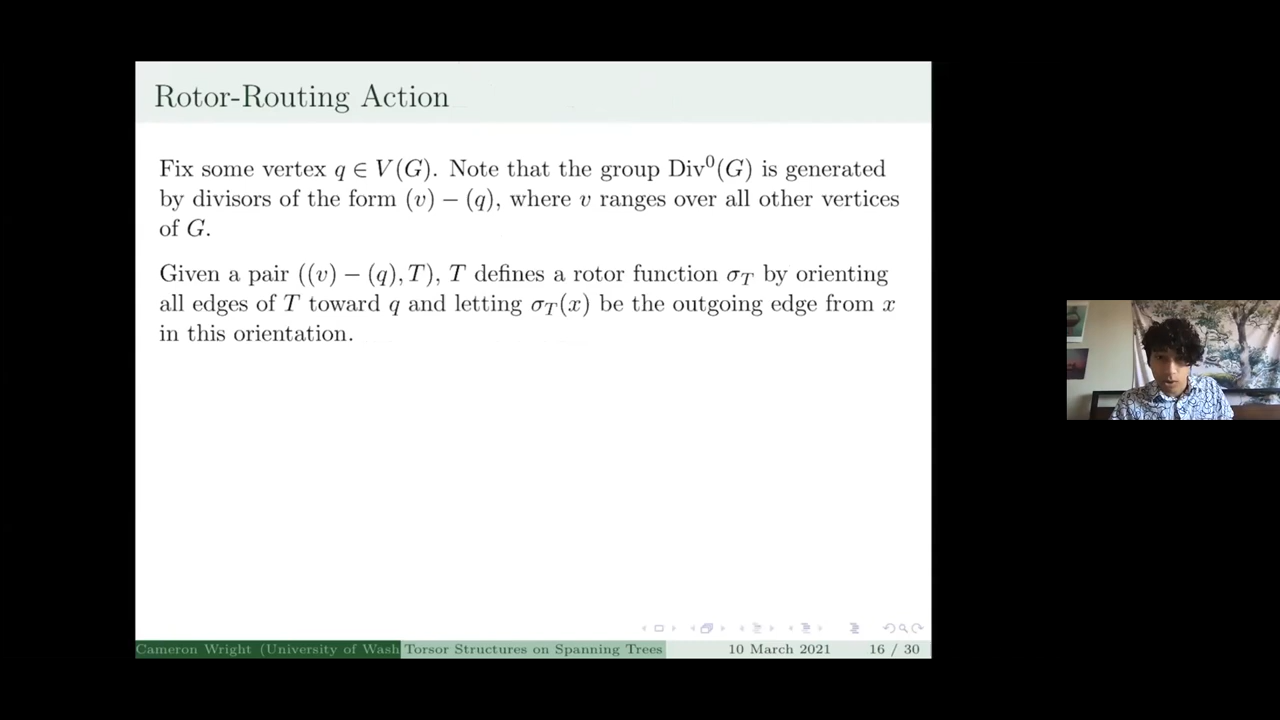 Rotor-Routing Action
Fix some vertex q ∈ V(G). Note that the group Div⁰(G) is generated
by divisors of the form (v) − (q), where v ranges over all other vertices
of G.
Given a pair ((v) − (q), T), T defines a rotor function σ_T by orienting
all edges of T toward q and letting σ_T(x) be the outgoing edge from x
in this orientation.
Cameron Wright (University of Wash Torsor Structures on Spanning Trees 10 March 2021 16 / 30